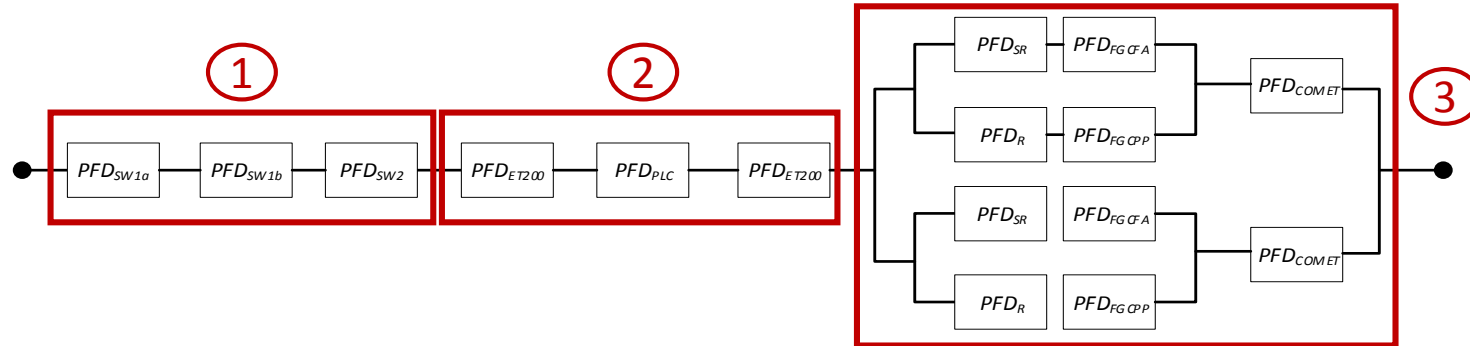 1
2
3
PFDSW1a
PFDSW1b
PFDSW2
PFDET200
PFDPLC
PFDET200
PFDSR
PFDFGCFA
PFDR
PFDFGCPP
PFDCOMET
PFDSR
PFDFGCFA
PFDR
PFDFGCPP
PFDCOMET